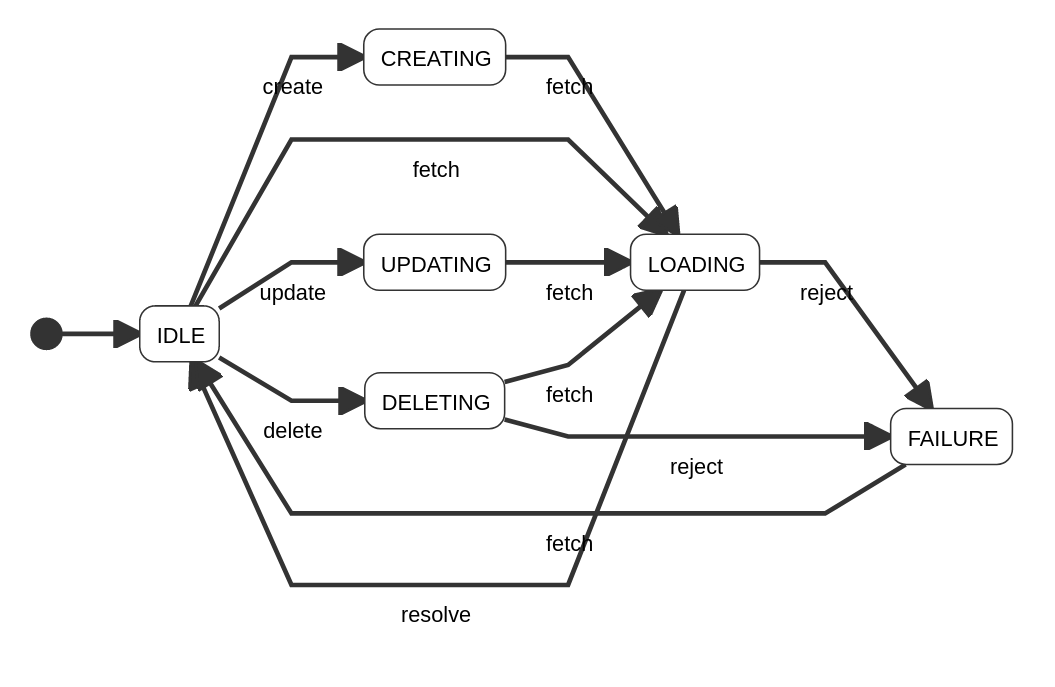 CREATING
create
fetch
fetch
UPDATING
LOADING
update
fetch
reject
IDLE
DELETING
fetch
delete
FAILURE
reject
fetch
resolve